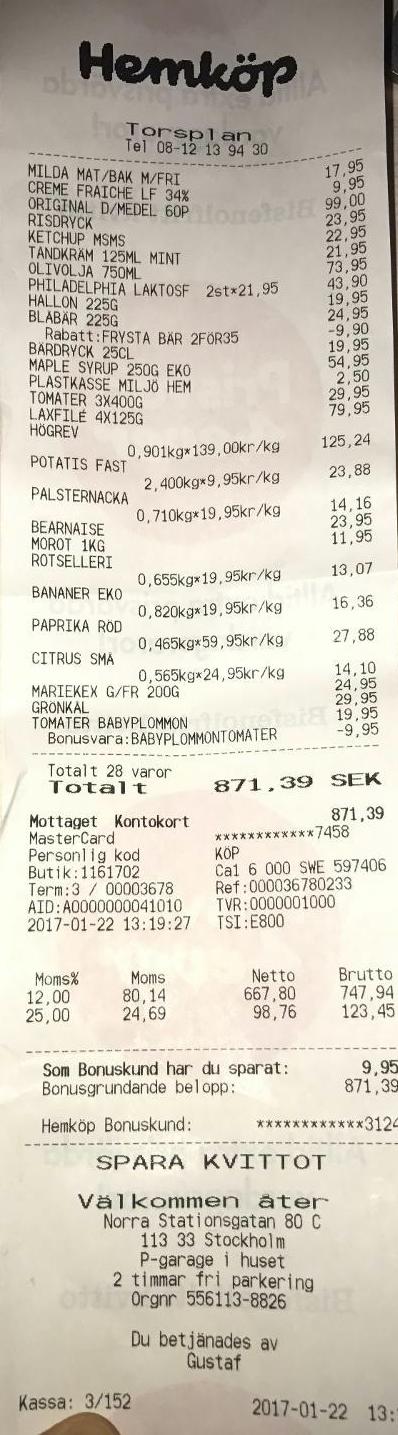 Hemköp
Torsplan
Tel 08-12 13 94 30
MILDA MAT/BAK M/FRI 17,95
CREME FRAICHE LF 34% 9,95
ORIGINAL D/MEDEL 60P 99,00
RISDRYCK 23,95
KETCHUP MSMS 22,95
TANDKRÄM 125ML MINT 21,95
OLIVOLJA 750ML 73,95
PHILADELPHIA LAKTOSF 2st*21,95 43,90
HALLON 225G 19,95
BLÅBÄR 225G 24,95
Rabatt:FRYSTA BÄR 2FÖR35 -9,90
BÄRDRYCK 25CL 19,95
MAPLE SYRUP 250G EKO 54,95
PLASTKASSE MILJÖ HEM 2,50
TOMATER 3X400G 29,95
LAXFILÉ 4X125G 79,95
HÖGREV
0,901kg*139,00kr/kg 125,24
POTATIS FAST
2,400kg*9,95kr/kg 23,88
PALSTERNACKA
0,710kg*19,95kr/kg 14,16
BEARNAISE 23,95
MOROT 1KG 11,95
ROTSELLERI
0,655kg*19,95kr/kg 13,07
BANANER EKO
0,820kg*19,95kr/kg 16,36
PAPRIKA RÖD
0,465kg*59,95kr/kg 27,88
CITRUS SMÅ
0,565kg*24,95kr/kg 14,10
MARIEKEX G/FR 200G 24,95
GRÖNKÅL 29,95
TOMATER BABYPLOMMON 19,95
Bonusvara:BABYPLOMMONTOMATER -9,95
Totalt 28 varor
Totalt 871,39 SEK
Mottaget Kontokort 871,39
MasterCard ************7458
Personlig kod KÖP
Butik:1161702 Ca1 6 000 SWE 597406
Term:3 / 00003678 Ref:000036780233
AID:A0000000041010 TVR:0000001000
2017-01-22 13:19:27 TSI:E800
Moms% Moms Netto Brutto
12,00 80,14 667,80 747,94
25,00 24,69 98,76 123,45
Som Bonuskund har du sparat: 9,95
Bonusgrundande belopp: 871,39
Hemköp Bonuskund: ************3124
SPARA KVITTOT
Välkommen åter
Norra Stationsgatan 80 C
113 33 Stockholm
P-garage i huset
2 timmar fri parkering
Orgnr 556113-8826
Du betjänades av
Gustaf
Kassa: 3/152 2017-01-22 13: